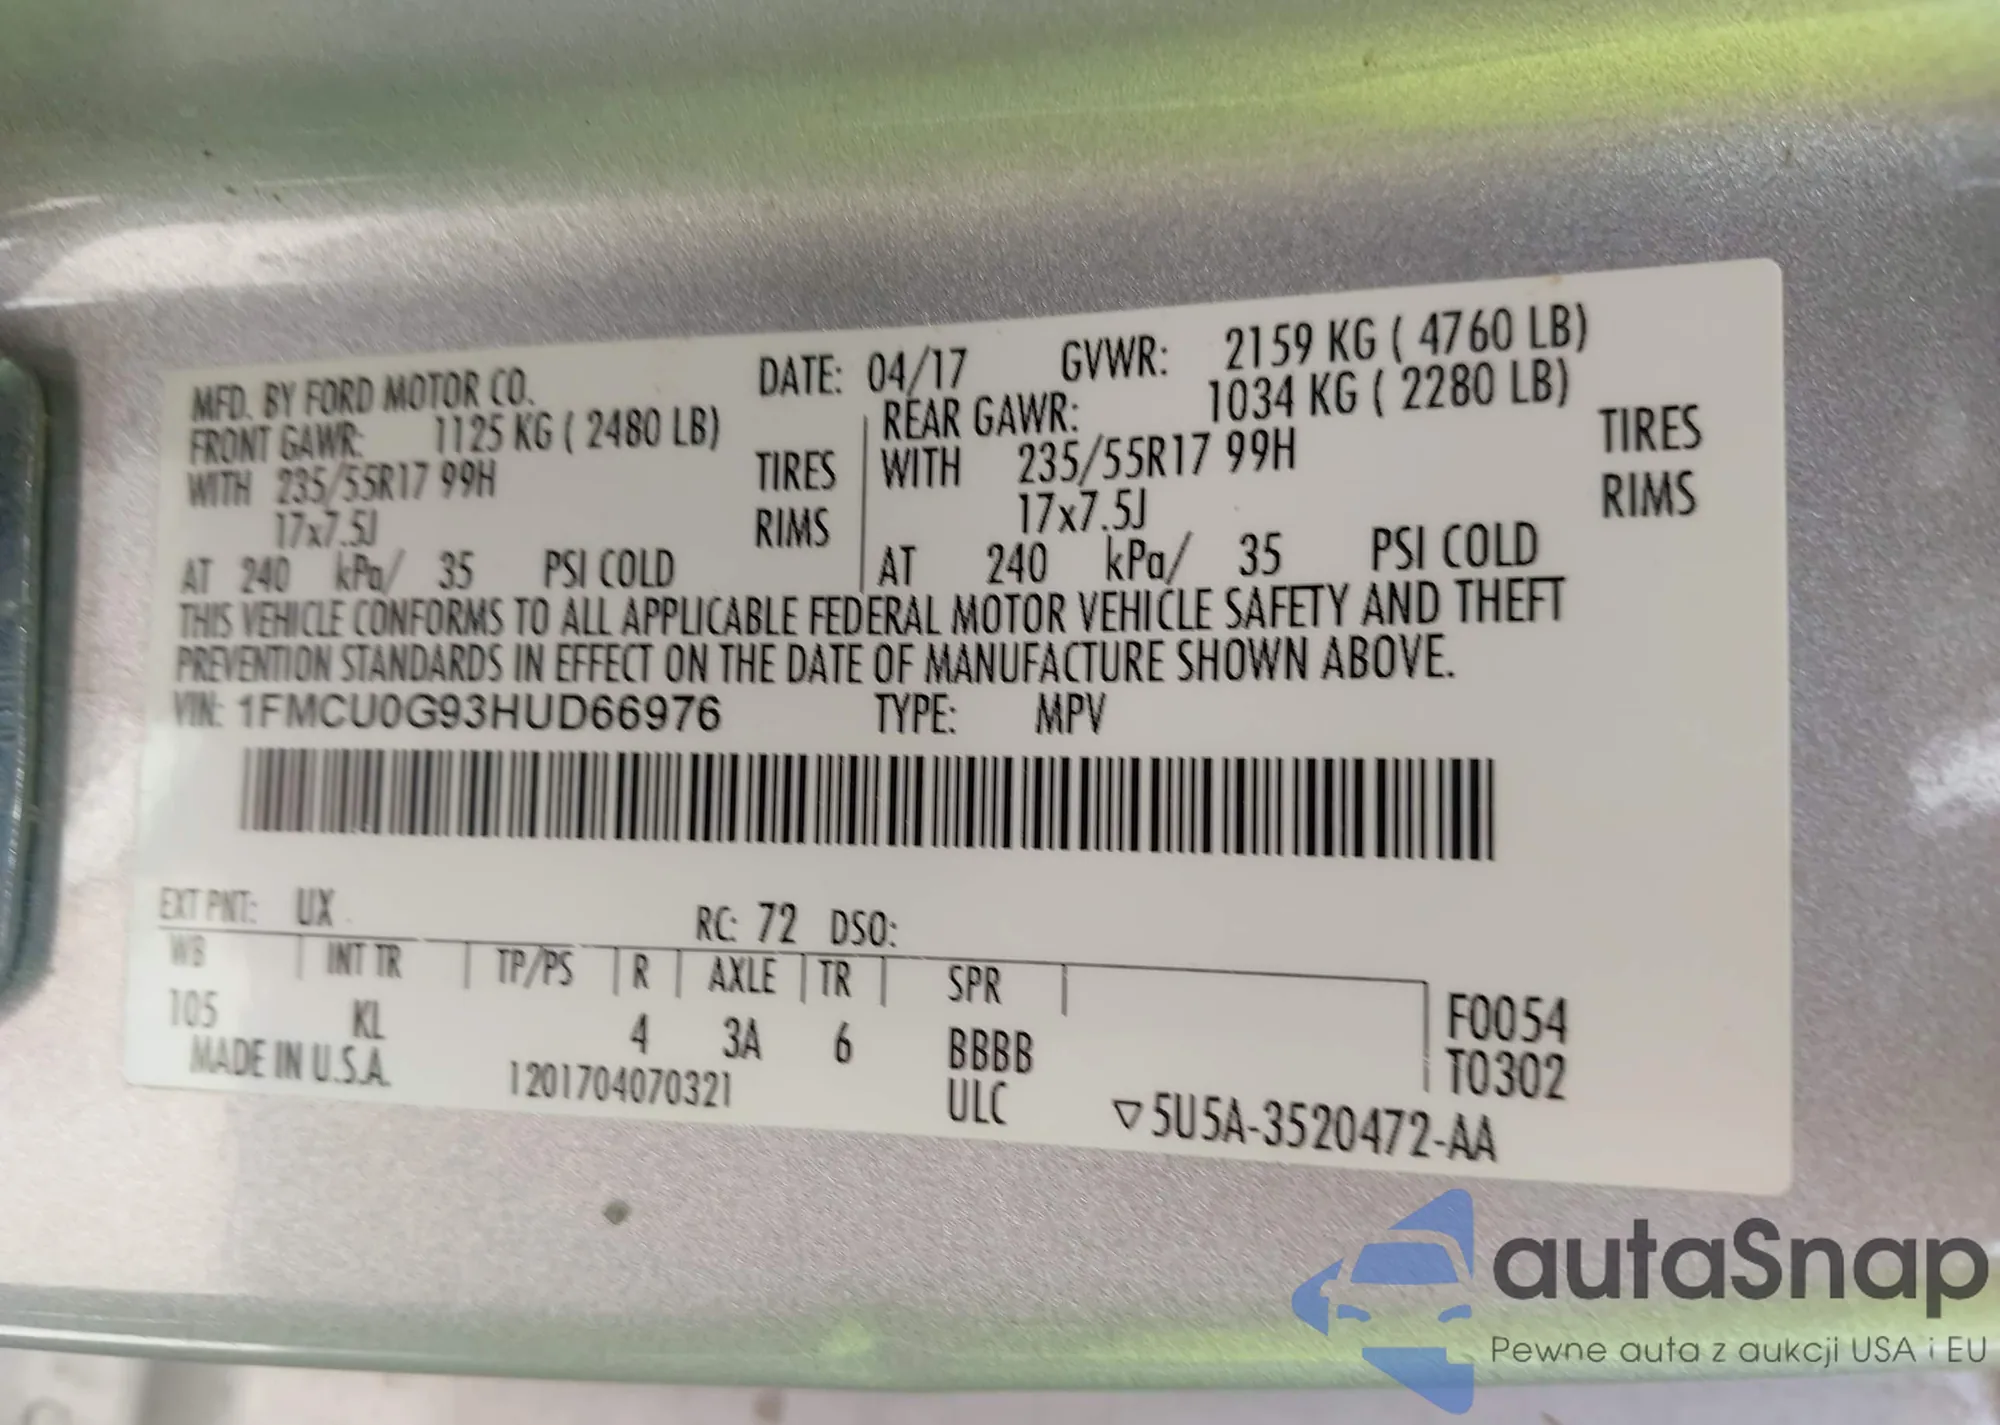 MFD. BY FORD MOTOR CO. DATE: 04/17 GVWR: 2159 KG ( 4760 LB)
FRONT GAWR: 1125 KG ( 2480 LB) REAR GAWR: 1034 KG ( 2280 LB)
WITH 235/55R17 99H TIRES WITH 235/55R17 99H TIRES
17x7.5J RIMS 17x7.5J RIMS
AT 240 kPa/ 35 PSI COLD AT 240 kPa/ 35 PSI COLD
THIS VEHICLE CONFORMS TO ALL APPLICABLE FEDERAL MOTOR VEHICLE SAFETY AND THEFT
PREVENTION STANDARDS IN EFFECT ON THE DATE OF MANUFACTURE SHOWN ABOVE.
VIN: 1FMCU0G93HUD66976 TYPE: MPV
EXT PNT: UX RC: 72 DSO:
WB INT TR TP/PS R AXLE TR SPR
105 KL 4 3A 6 BBBB F0054
MADE IN U.S.A. 1201704070321 ULC T0302
▽5U5A-3520472-AA
autaSnap
Pewne auta z aukcji USA i EU